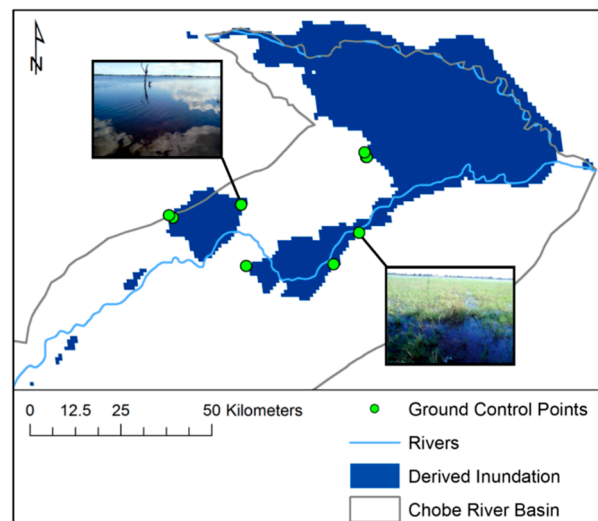 N
0 12.5 25 50 Kilometers
Ground Control Points
Rivers
Derived Inundation
Chobe River Basin